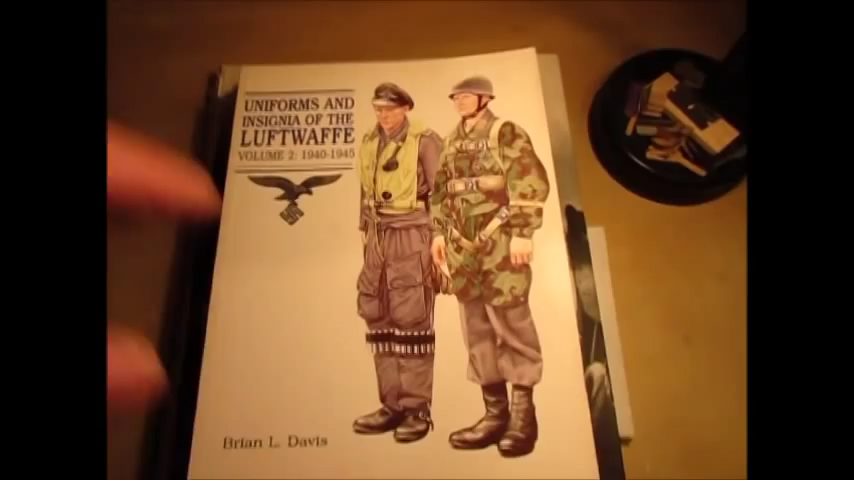 UNIFORMS AND
INSIGNIA OF THE
LUFTWAFFE
VOLUME 2: 1940-1945
Brian L. Davis